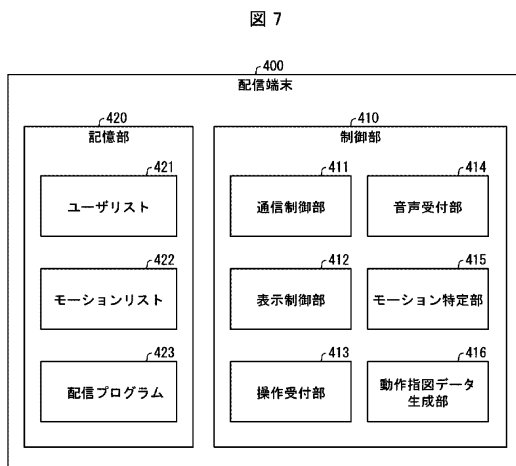 図7
400
配信端末
420
記憶部
421
ユーザリスト
422
モーションリスト
423
配信プログラム
410
制御部
411
通信制御部
414
音声受付部
412
表示制御部
415
モーション特定部
413
操作受付部
416
動作指図データ
生成部